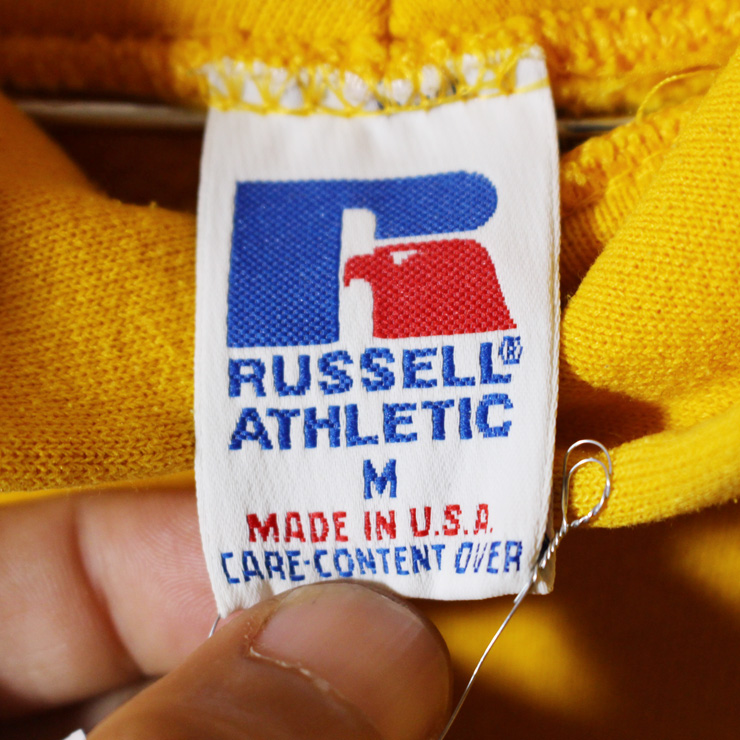 RUSSELL®
ATHLETIC
M
MADE IN U.S.A.
CARE-CONTENT OVER